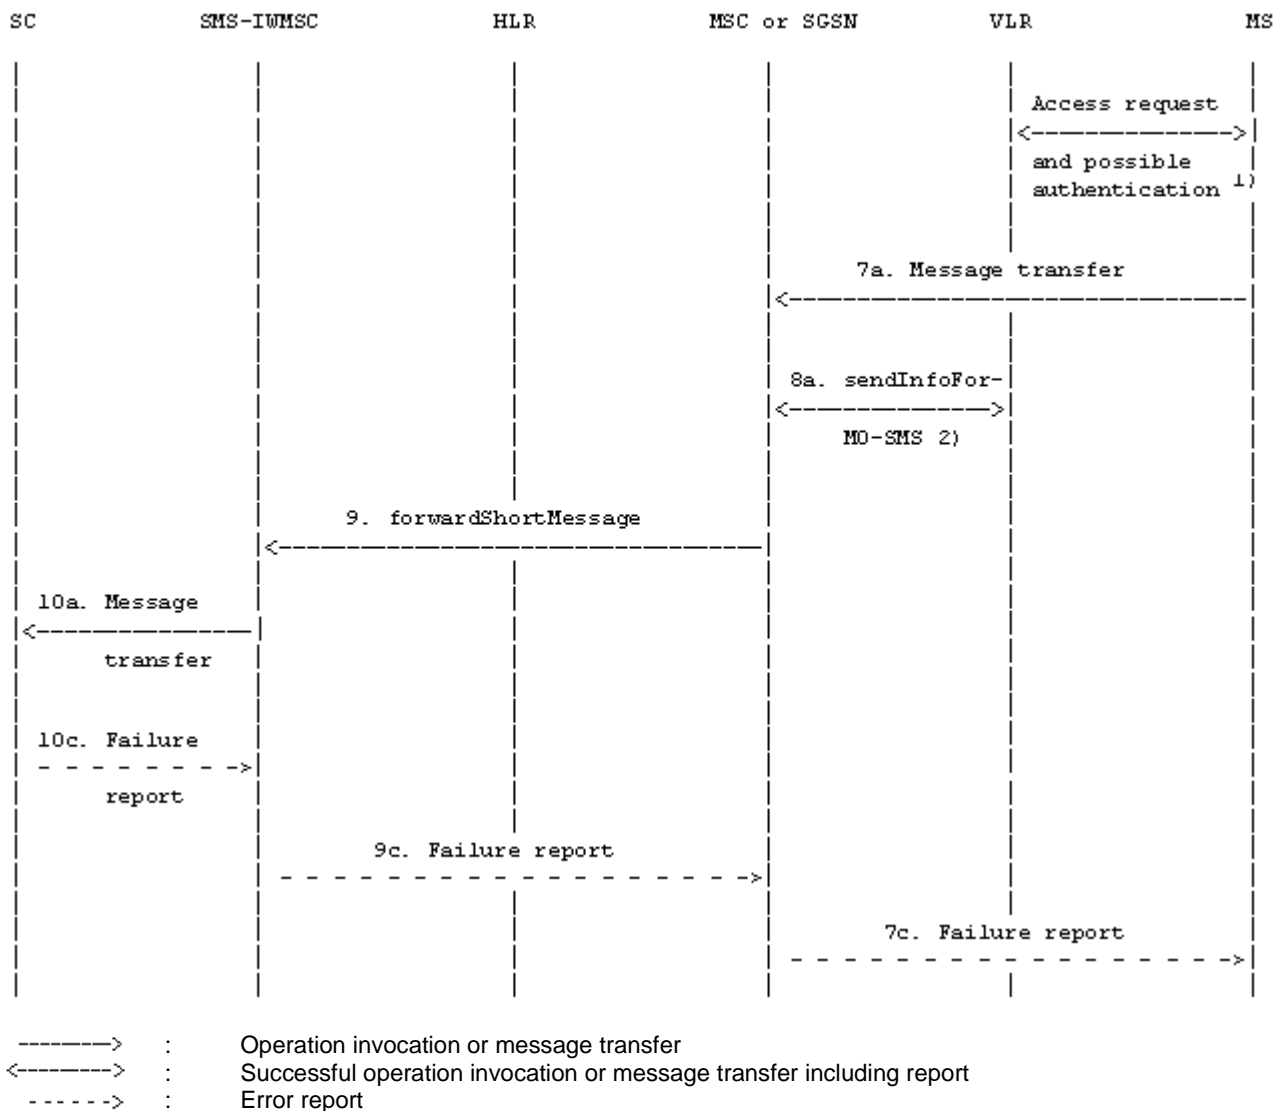 SC SMS-IWMSC HLR MSC or SGSN VLR MS
Access request
and possible
authentication 1)
7a. Message transfer
8a. sendInfoFor-
MO-SMS 2)
9. forwardShortMessage
10a. Message
transfer
10c. Failure
report
9c. Failure report
7c. Failure report
: Operation invocation or message transfer
: Successful operation invocation or message transfer including report
: Error report